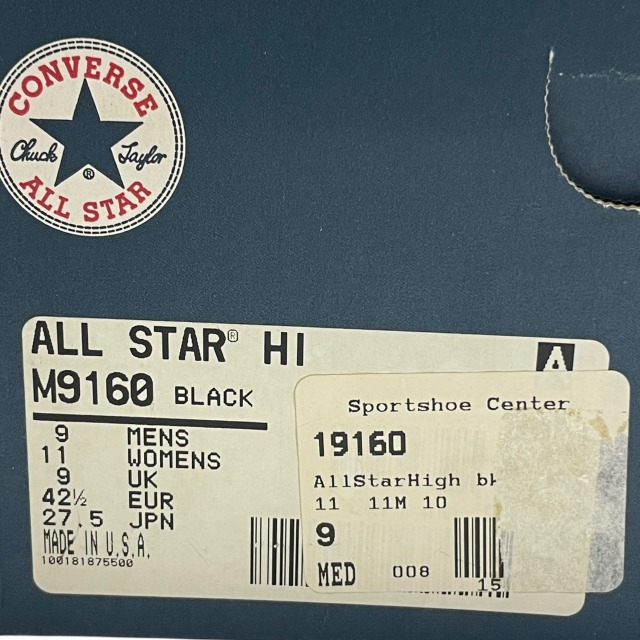 CONVERSE
Chuck Taylor
®
ALL STAR
ALL STAR® HI
M9160 BLACK
9 MENS
11 WOMENS
9 UK
42½ EUR
27.5 JPN
MADE IN U.S.A.
100181875500
A
Sportshoe Center
19160
AllStarHigh
11 11M 10
9
MED 008
15